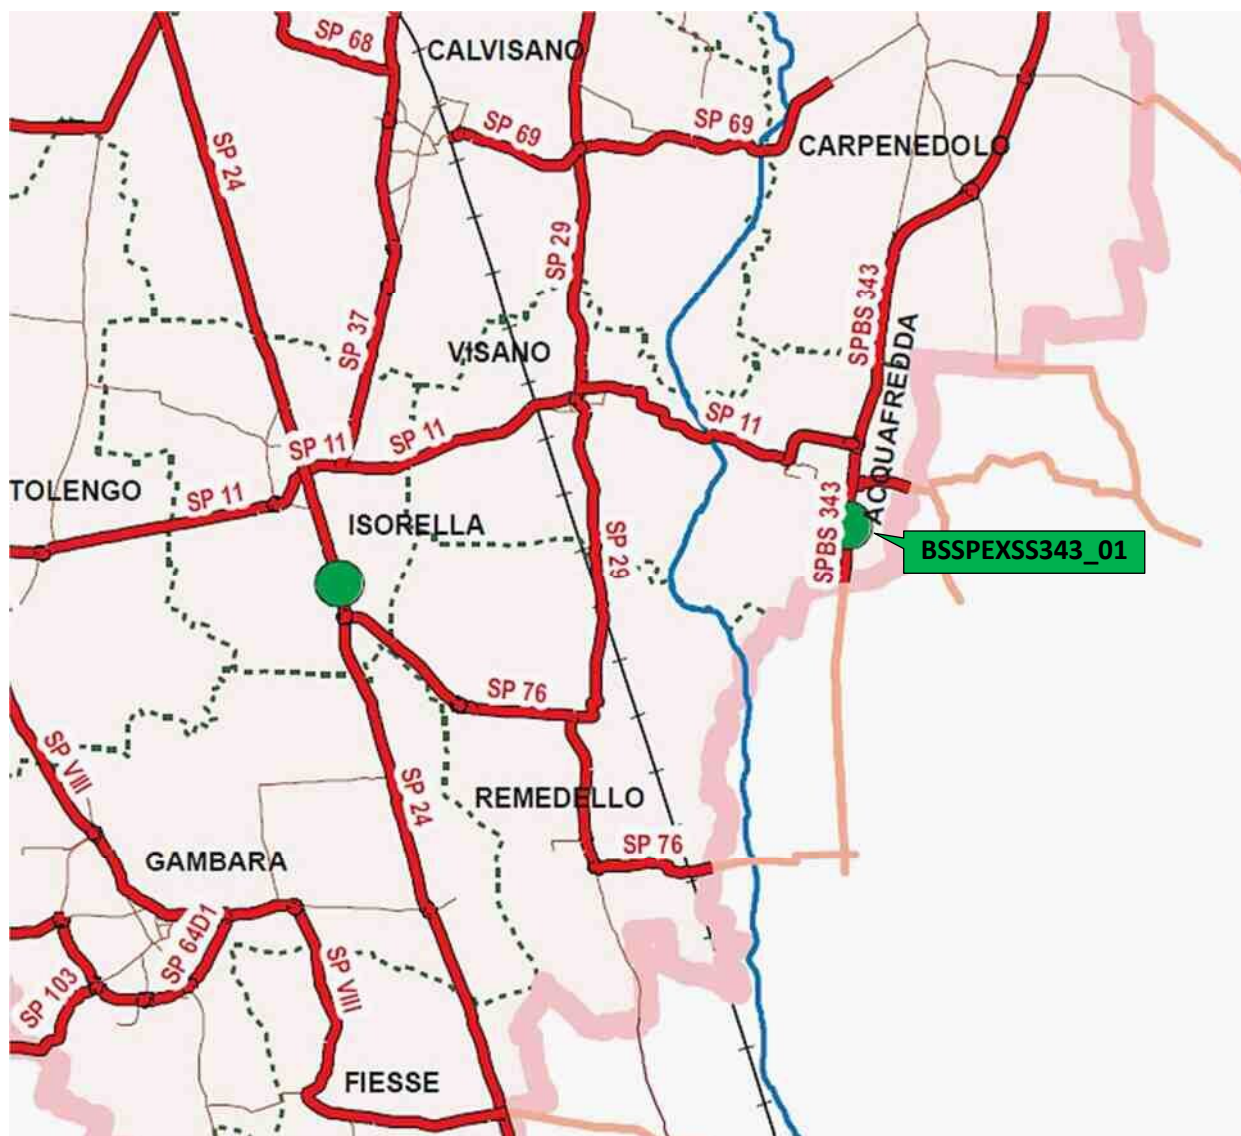 SP 68
CALVISANO
SP 69
SP 69
CARPENEDOLO
SP 24
SP 29
SPBS 343
SP 37
VISANO
ACQUAFREDDA
SP 11
SP 11
SP 11
TOLENGO
SP 11
ISORELLA
SP 29
SPBS 343
BSSPEXSS343_01
SP 76
SP VIII
SP 24
REMEDELLO
SP 76
GAMBARA
SP 64D1
SP VIII
SP 103
FIESSE